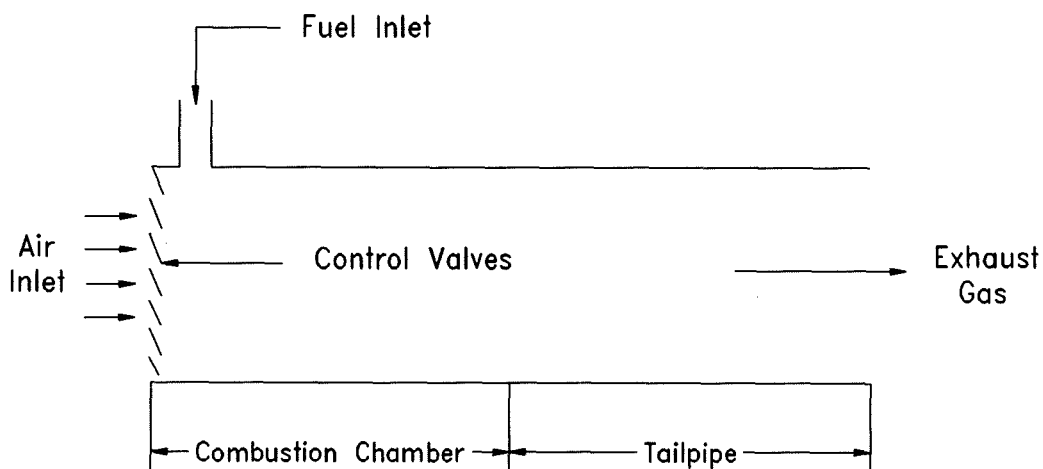 Fuel Inlet
Air
Inlet
Control Valves
Exhaust
Gas
Combustion Chamber
Tailpipe